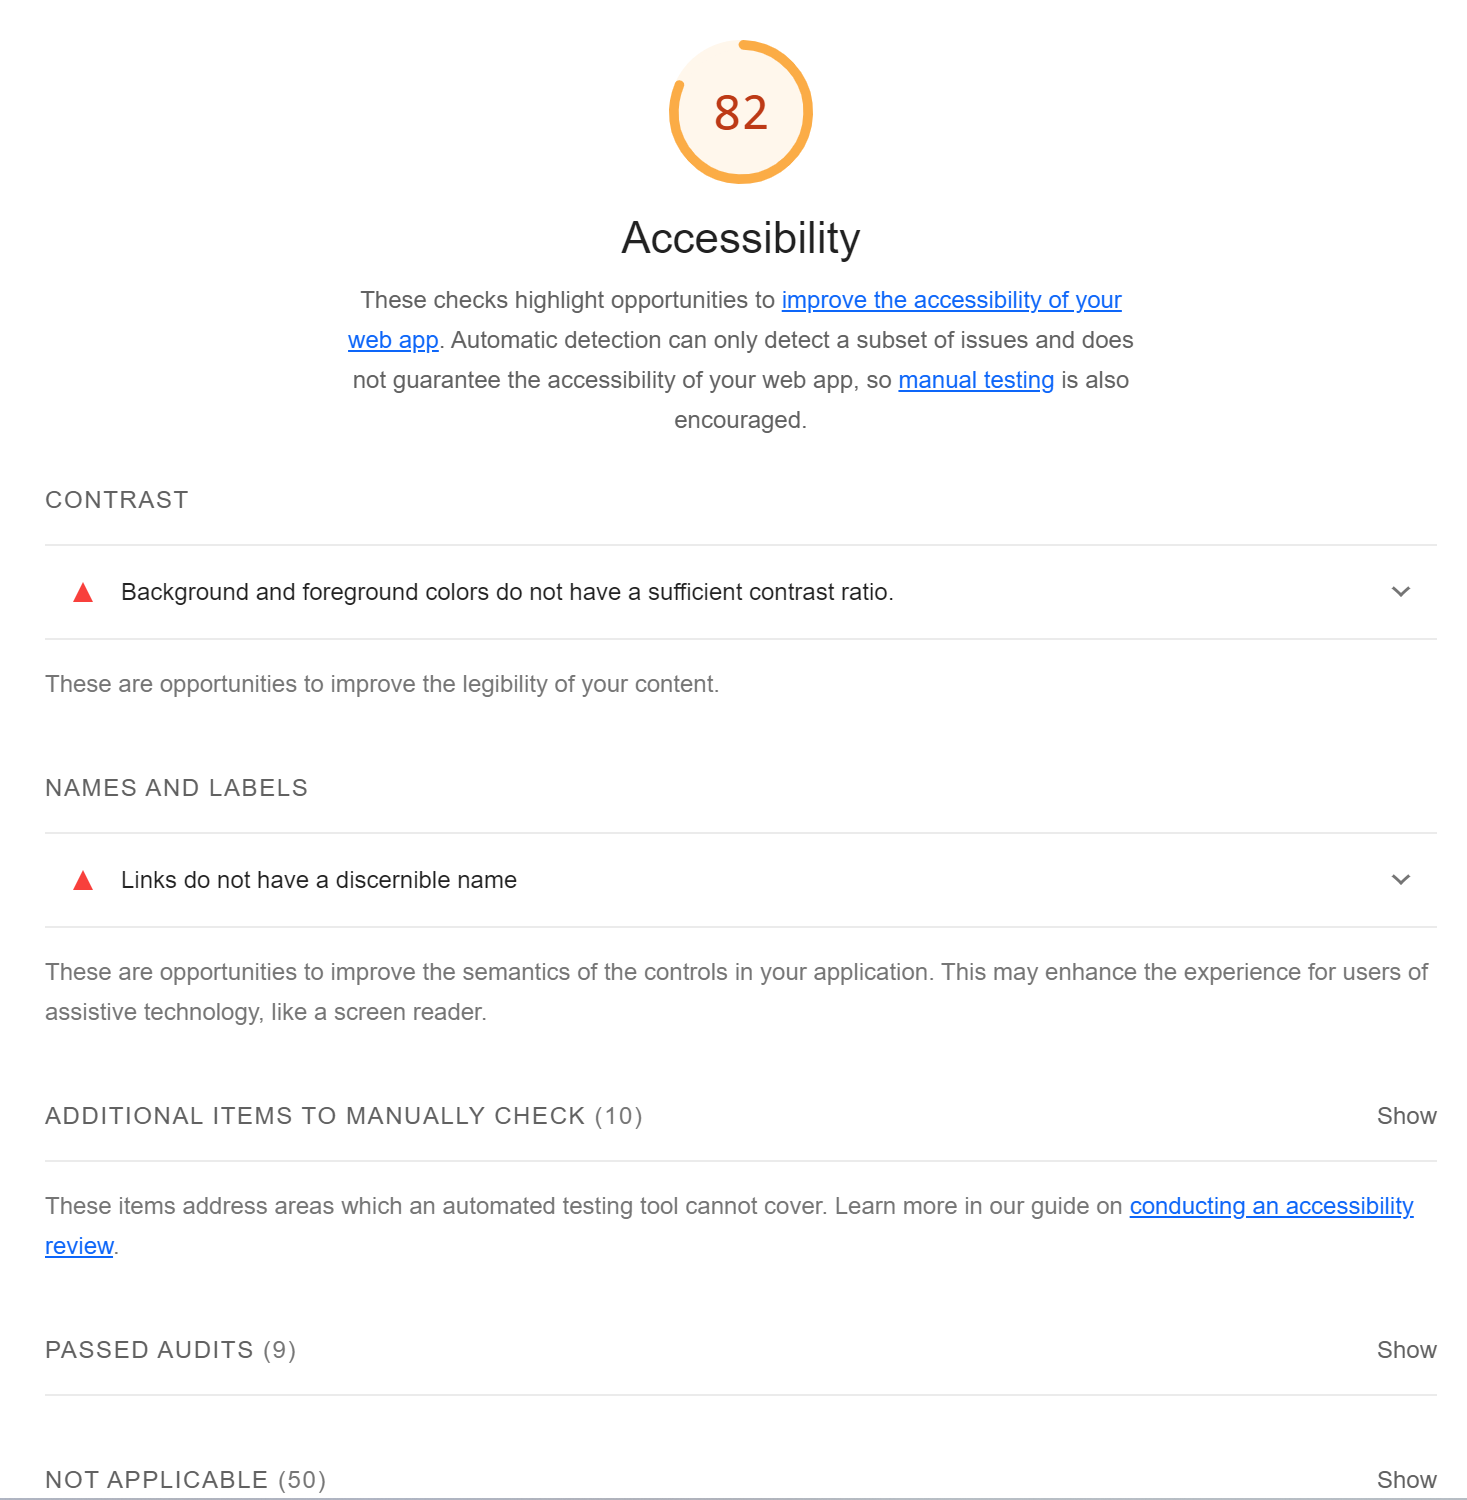 82
Accessibility
These checks highlight opportunities to improve the accessibility of your
web app. Automatic detection can only detect a subset of issues and does
not guarantee the accessibility of your web app, so manual testing is also
encouraged.
CONTRAST
Background and foreground colors do not have a sufficient contrast ratio.
These are opportunities to improve the legibility of your content.
NAMES AND LABELS
Links do not have a discernible name
These are opportunities to improve the semantics of the controls in your application. This may enhance the experience for users of
assistive technology, like a screen reader.
ADDITIONAL ITEMS TO MANUALLY CHECK (10) Show
These items address areas which an automated testing tool cannot cover. Learn more in our guide on conducting an accessibility
review.
PASSED AUDITS (9) Show
NOT APPLICABLE (50) Show